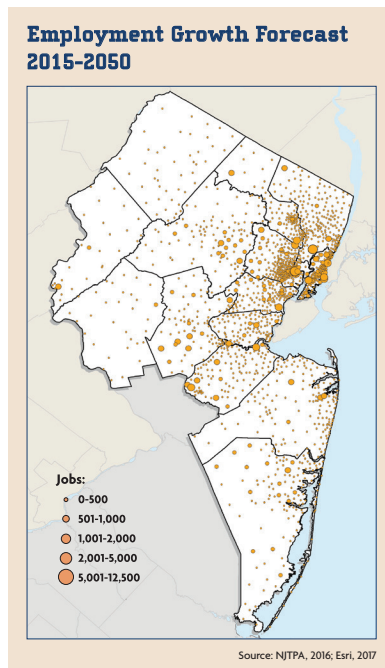 Employment Growth Forecast
2015-2050
Jobs:
0-500
501-1,000
1,001-2,000
2,001-5,000
5,001-12,500
Source: NJTPA, 2016; Esri, 2017